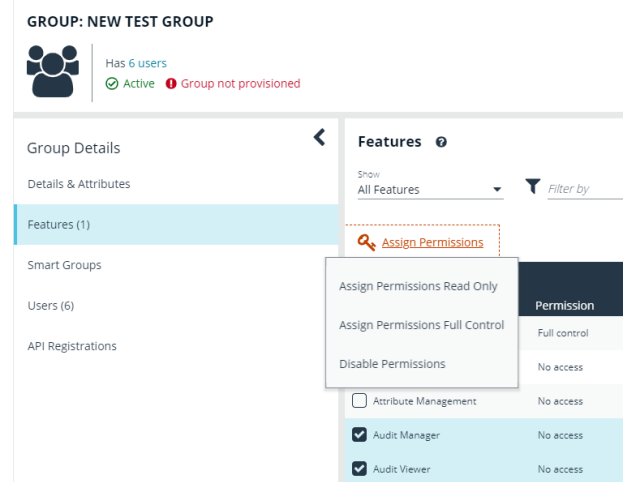 GROUP: NEW TEST GROUP
Has 6 users
Active Group not provisioned
Group Details
Details & Attributes
Features (1)
Smart Groups
Users (6)
API Registrations
Features
Show
All Features
Filter by
Assign Permissions
Assign Permissions Read Only
Assign Permissions Full Control
Disable Permissions
Permission
Full control
No access
Attribute Management No access
Audit Manager No access
Audit Viewer No access